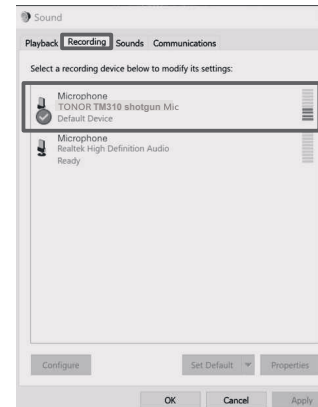 Sound
Playback Recording Sounds Communications
Select a recording device below to modify its settings:
Microphone
TONOR TM310 shotgun Mic
Default Device
Microphone
Realtek High Definition Audio
Ready
Configure Set Default Properties
OK Cancel Apply